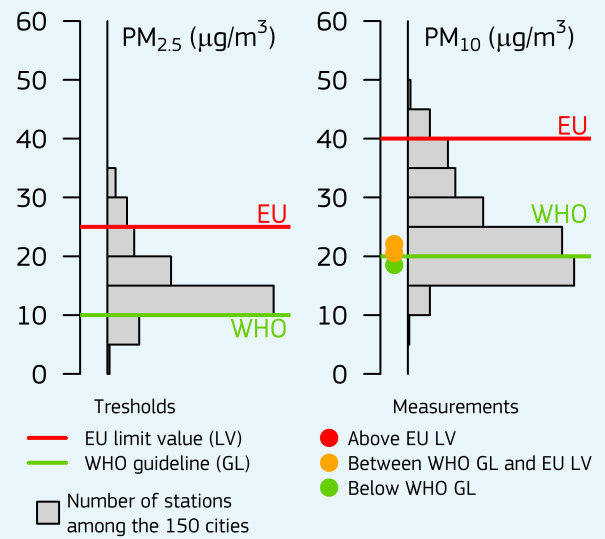 PM2.5 (μg/m³)
60
50
40
30
20
10
0
EU
WHO
PM10 (μg/m³)
60
50
40
30
20
10
0
EU
WHO
Tresholds
EU limit value (LV)
WHO guideline (GL)
Number of stations
among the 150 cities
Measurements
Above EU LV
Between WHO GL and EU LV
Below WHO GL